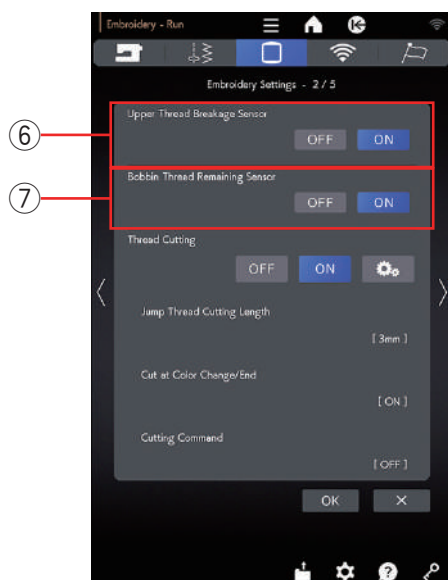 Embroidery - Run
Embroidery Settings - 2 / 5
⑥
Upper Thread Breakage Sensor
OFF ON
⑦
Bobbin Thread Remaining Sensor
OFF ON
Thread Cutting
OFF ON
Jump Thread Cutting Length
[ 3mm ]
Cut at Color Change/End
[ ON ]
Cutting Command
[ OFF ]
OK ×